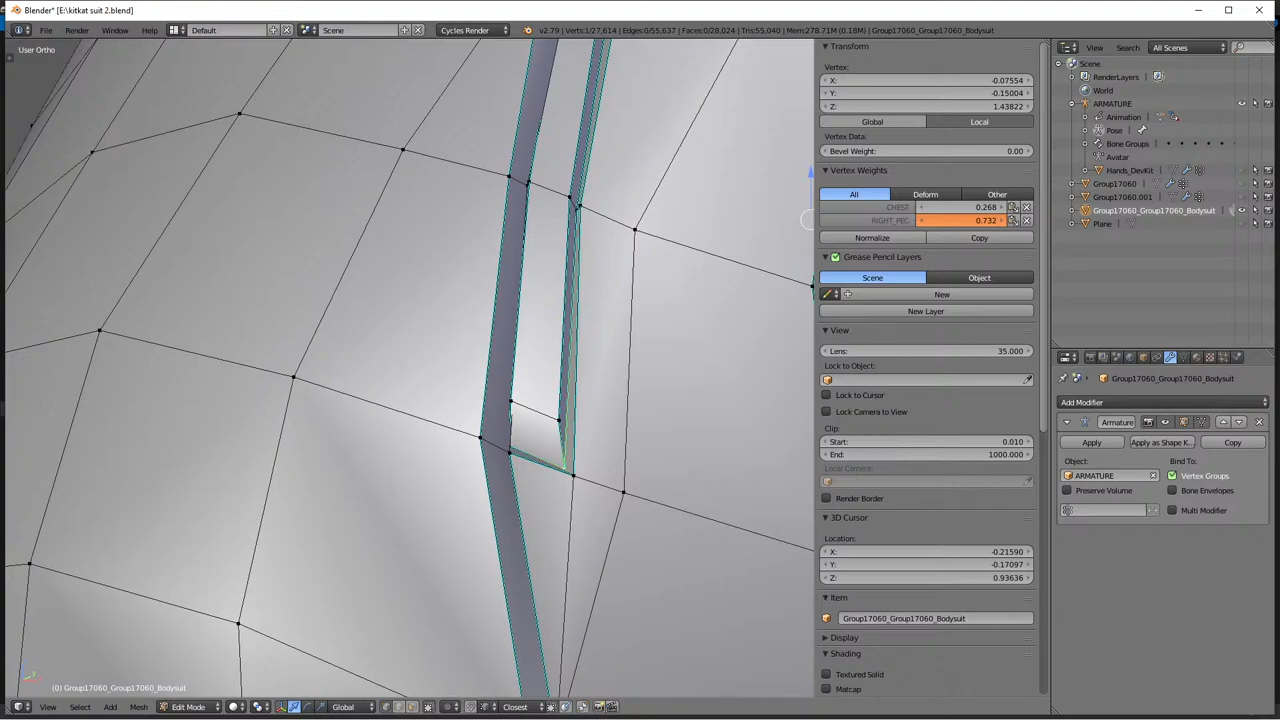 Blender* [E:\kitkat suit 2.blend]
File Render Window Help Default Scene Cycles Render v2.79 | Verts:1/27,614 | Edges:0/55,637 | Faces:0/28,024 | Tris:55,040 | Mem:278.71M (0.18M) | Group17060_Group17060_Bodysuit
User Ortho
Transform
Vertex:
X: -0.07554
Y: -0.15004
Z: 1.43822
Global Local
Vertex Data:
Bevel Weight: 0.00
Vertex Weights
All Deform Other
CHEST 0.268
RIGHT_PEC 0.732
Normalize Copy
Grease Pencil Layers
Scene Object
New
New Layer
View
Lens: 35.000
Lock to Object:
Lock to Cursor
Lock Camera to View
Clip:
Start: 0.010
End: 1000.000
Local Camera:
Render Border
3D Cursor
Location:
X: -0.21590
Y: -0.17097
Z: 0.93636
Item
Group17060_Group17060_Bodysuit
Display
Shading
Textured Solid
Matcap
View Search All Scenes
Scene
RenderLayers
World
ARMATURE
Animation
Pose
Bone Groups
Avatar
Hands_DevKit
Group17060
Group17060.001
Group17060_Group17060_Bodysuit
Plane
Group17060_Group17060_Bodysuit
Add Modifier
Armature
Apply Apply as Shape K... Copy
Object: Bind To:
ARMATURE Vertex Groups
Preserve Volume Bone Envelopes
Multi Modifier
(0) Group17060_Group17060_Bodysuit
View Select Add Mesh Edit Mode Global Closest